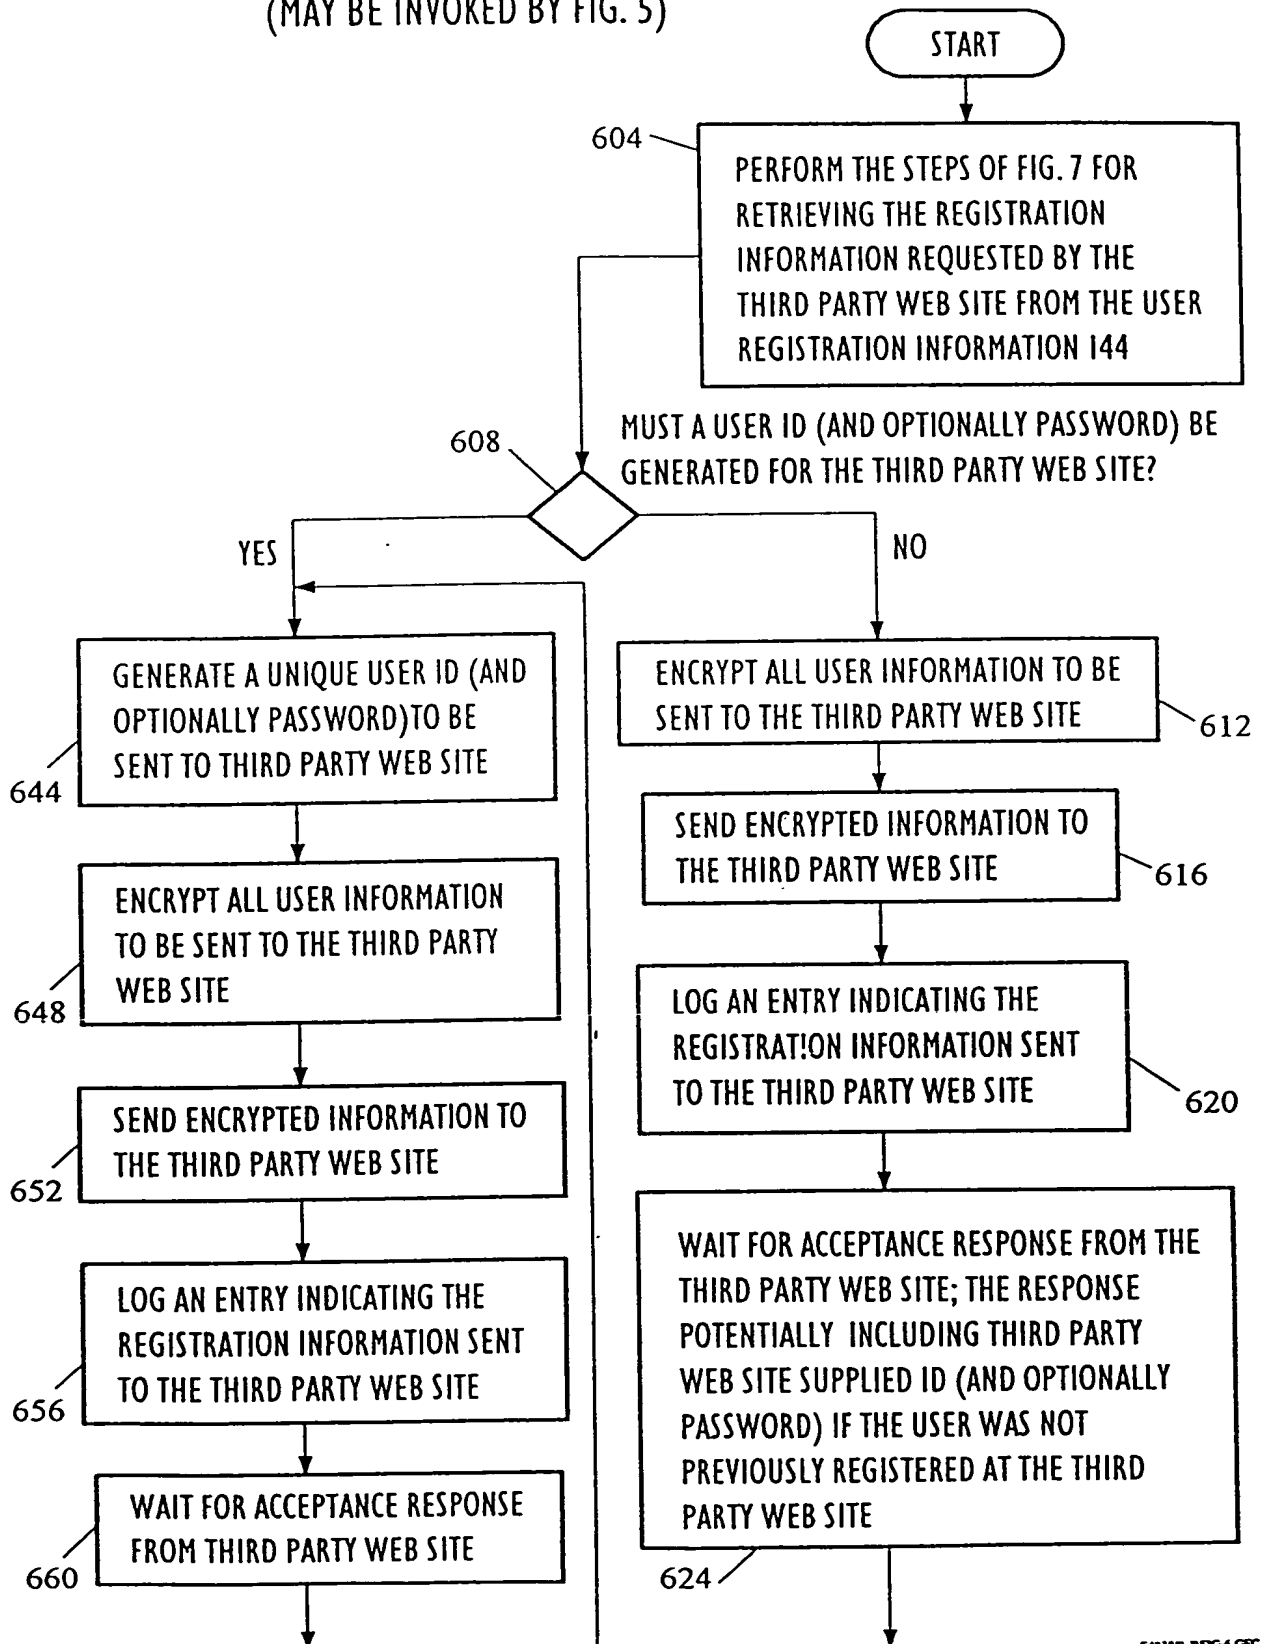 (MAY BE INVOKED BY FIG. 5)
START
604
PERFORM THE STEPS OF FIG. 7 FOR
RETRIEVING THE REGISTRATION
INFORMATION REQUESTED BY THE
THIRD PARTY WEB SITE FROM THE USER
REGISTRATION INFORMATION 144
608
MUST A USER ID (AND OPTIONALLY PASSWORD) BE
GENERATED FOR THE THIRD PARTY WEB SITE?
YES
NO
GENERATE A UNIQUE USER ID (AND
OPTIONALLY PASSWORD)TO BE
SENT TO THIRD PARTY WEB SITE
644
ENCRYPT ALL USER INFORMATION
TO BE SENT TO THE THIRD PARTY
WEB SITE
648
SEND ENCRYPTED INFORMATION TO
THE THIRD PARTY WEB SITE
652
LOG AN ENTRY INDICATING THE
REGISTRATION INFORMATION SENT
TO THE THIRD PARTY WEB SITE
656
WAIT FOR ACCEPTANCE RESPONSE
FROM THIRD PARTY WEB SITE
660
ENCRYPT ALL USER INFORMATION TO BE
SENT TO THE THIRD PARTY WEB SITE
612
SEND ENCRYPTED INFORMATION TO
THE THIRD PARTY WEB SITE
616
LOG AN ENTRY INDICATING THE
REGISTRATION INFORMATION SENT
TO THE THIRD PARTY WEB SITE
620
WAIT FOR ACCEPTANCE RESPONSE FROM THE
THIRD PARTY WEB SITE; THE RESPONSE
POTENTIALLY INCLUDING THIRD PARTY
WEB SITE SUPPLIED ID (AND OPTIONALLY
PASSWORD) IF THE USER WAS NOT
PREVIOUSLY REGISTERED AT THE THIRD
PARTY WEB SITE
624